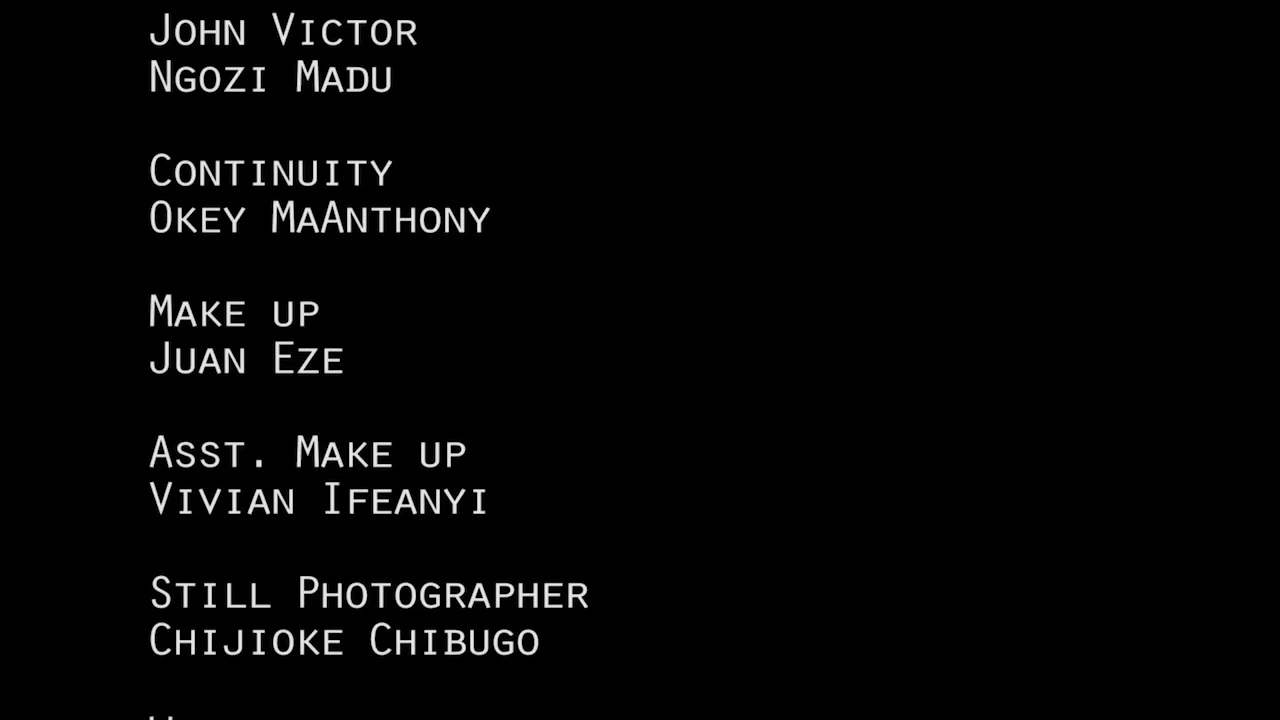 John Victor
Ngozi Madu
Continuity
Okey MaAnthony
Make up
Juan Eze
Asst. Make up
Vivian Ifeanyi
Still Photographer
Chijioke Chibugo